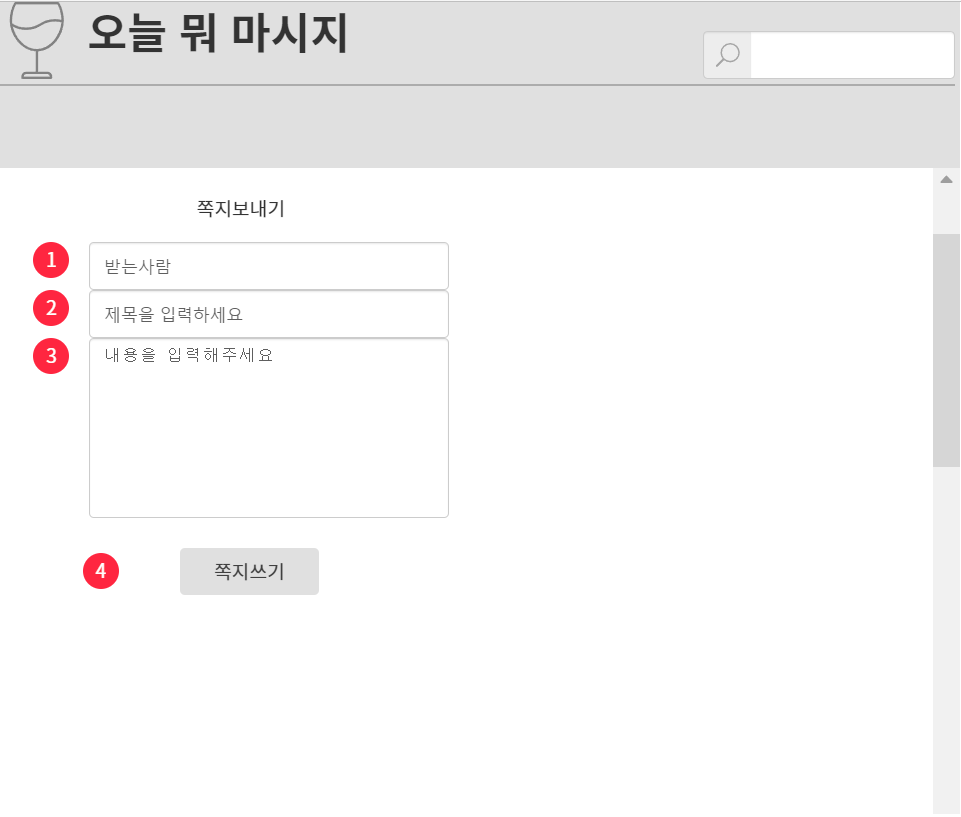 오늘 뭐 마시지
쪽지보내기
1
받는사람
2
제목을 입력하세요
3
내용을 입력해주세요
4
쪽지쓰기